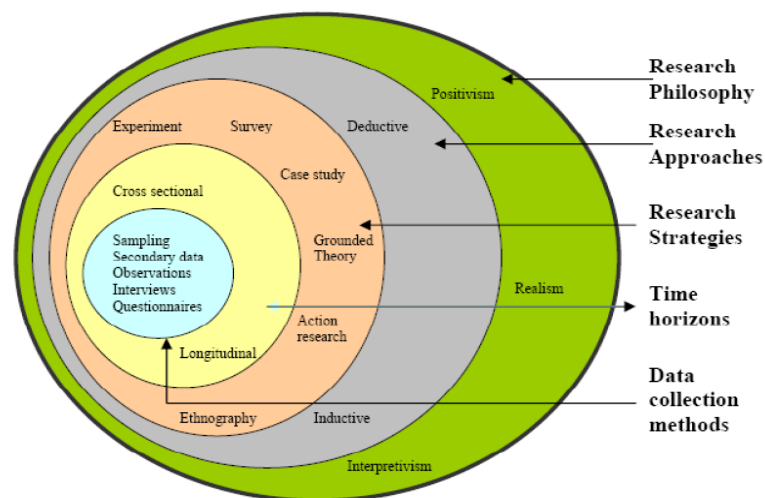 Positivism
Experiment
Survey
Deductive
Case study
Cross sectional
Sampling
Secondary data
Observations
Interviews
Questionnaires
Grounded
Theory
Realism
Action
research
Longitudinal
Ethnography
Inductive
Interpretivism
Research
Philosophy
Research
Approaches
Research
Strategies
Time
horizons
Data
collection
methods